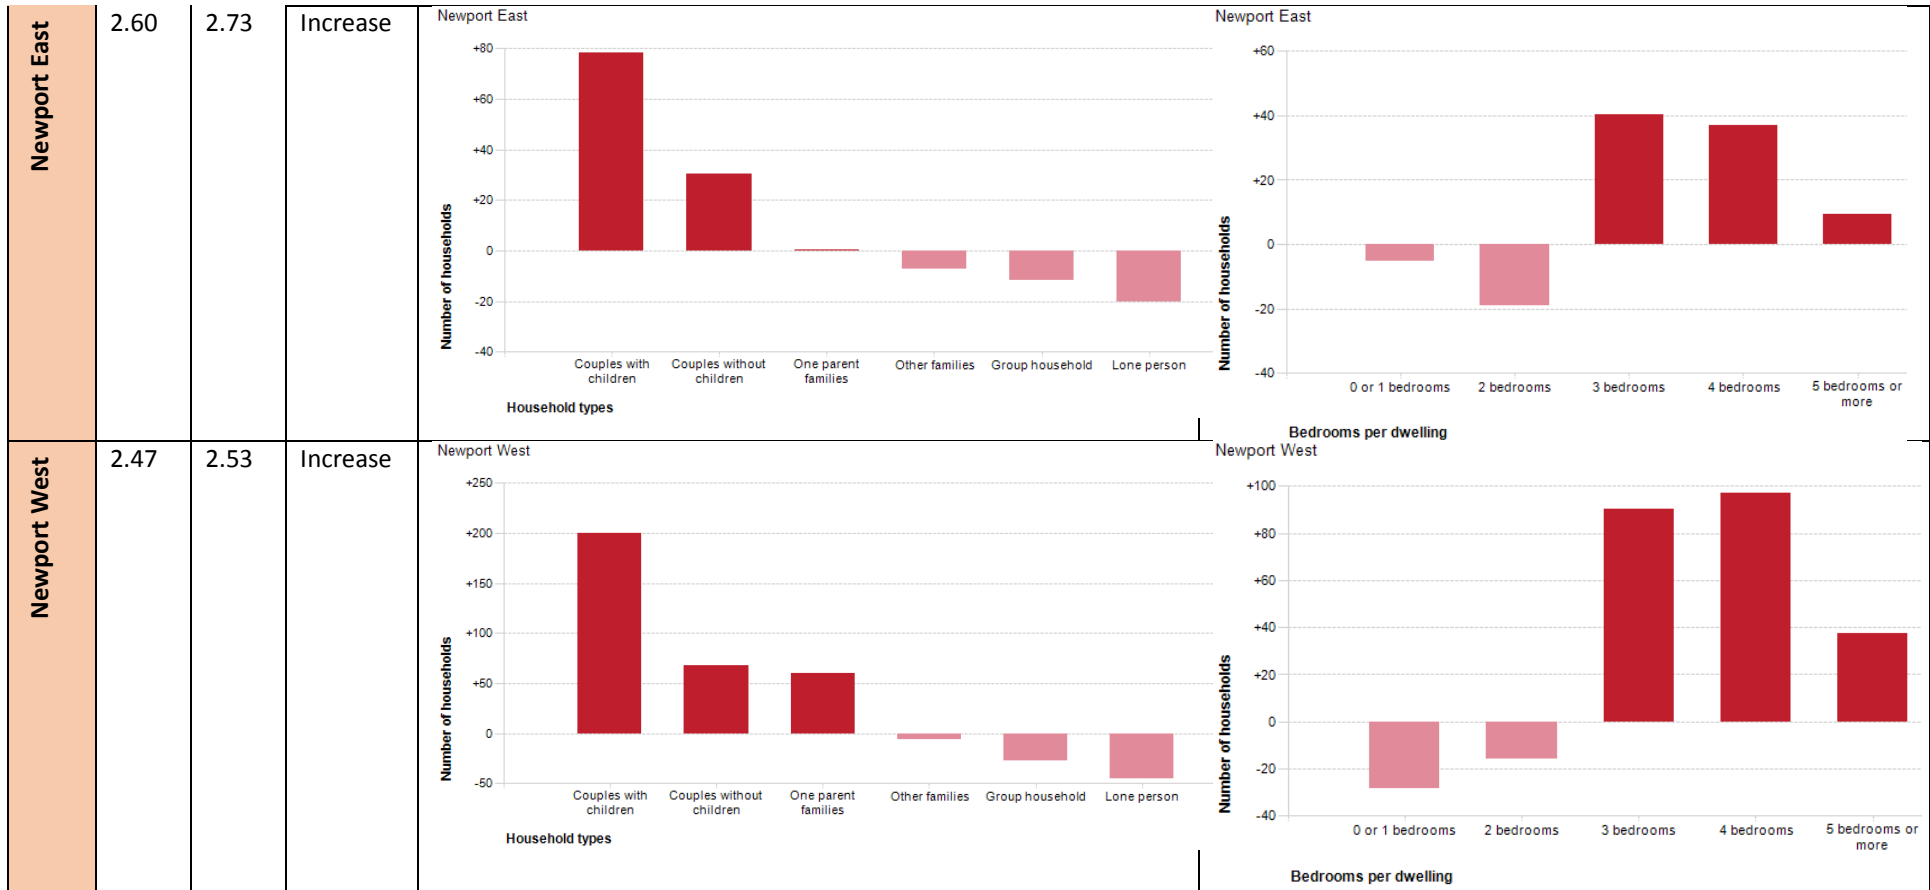 Newport East
2.60
2.73
Increase
Newport East
+80
+60
+40
+20
0
-20
-40
Number of households
Couples with
children
Couples without
children
One parent
families
Other families
Group household
Lone person
Household types
Newport East
+60
+40
+20
0
-20
-40
Number of households
0 or 1 bedrooms
2 bedrooms
3 bedrooms
4 bedrooms
5 bedrooms or
more
Bedrooms per dwelling
Newport West
2.47
2.53
Increase
Newport West
+250
+200
+150
+100
+50
0
-50
Number of households
Couples with
children
Couples without
children
One parent
families
Other families
Group household
Lone person
Household types
Newport West
+100
+80
+60
+40
+20
0
-20
-40
Number of households
0 or 1 bedrooms
2 bedrooms
3 bedrooms
4 bedrooms
5 bedrooms or
more
Bedrooms per dwelling